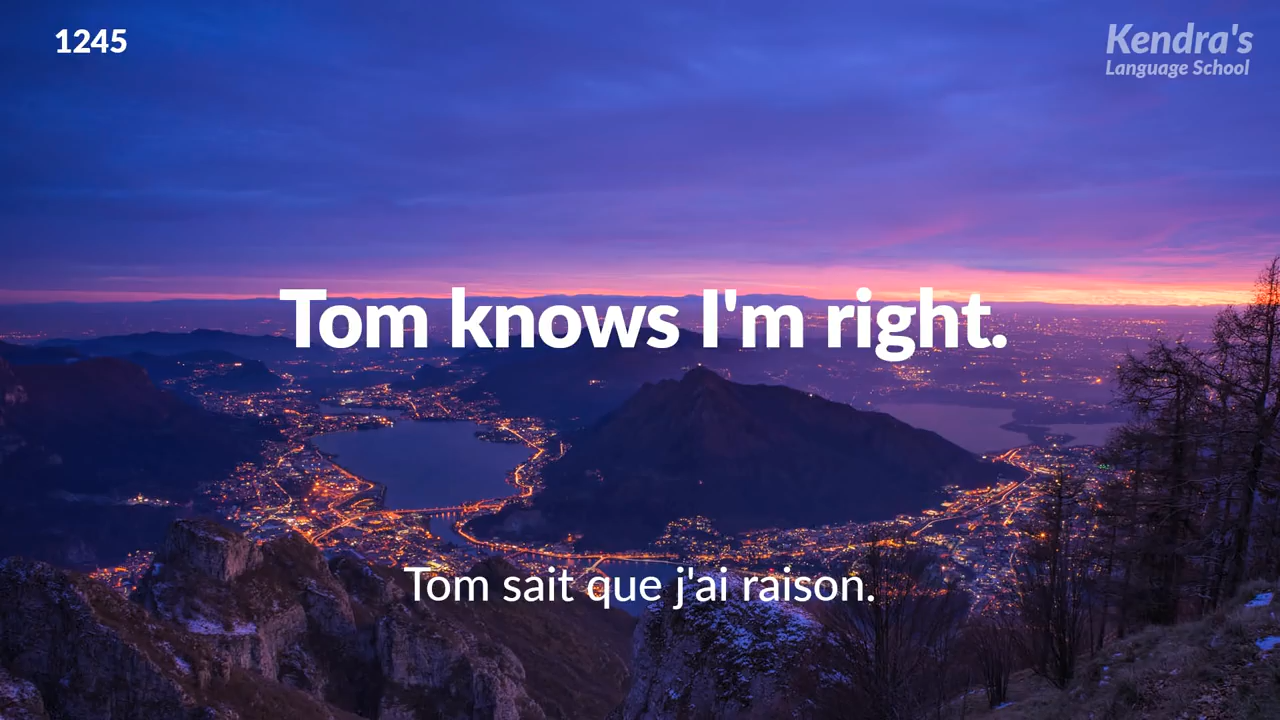 1245
Kendra's
Language School
Tom knows I'm right.
Tom sait que j'ai raison.